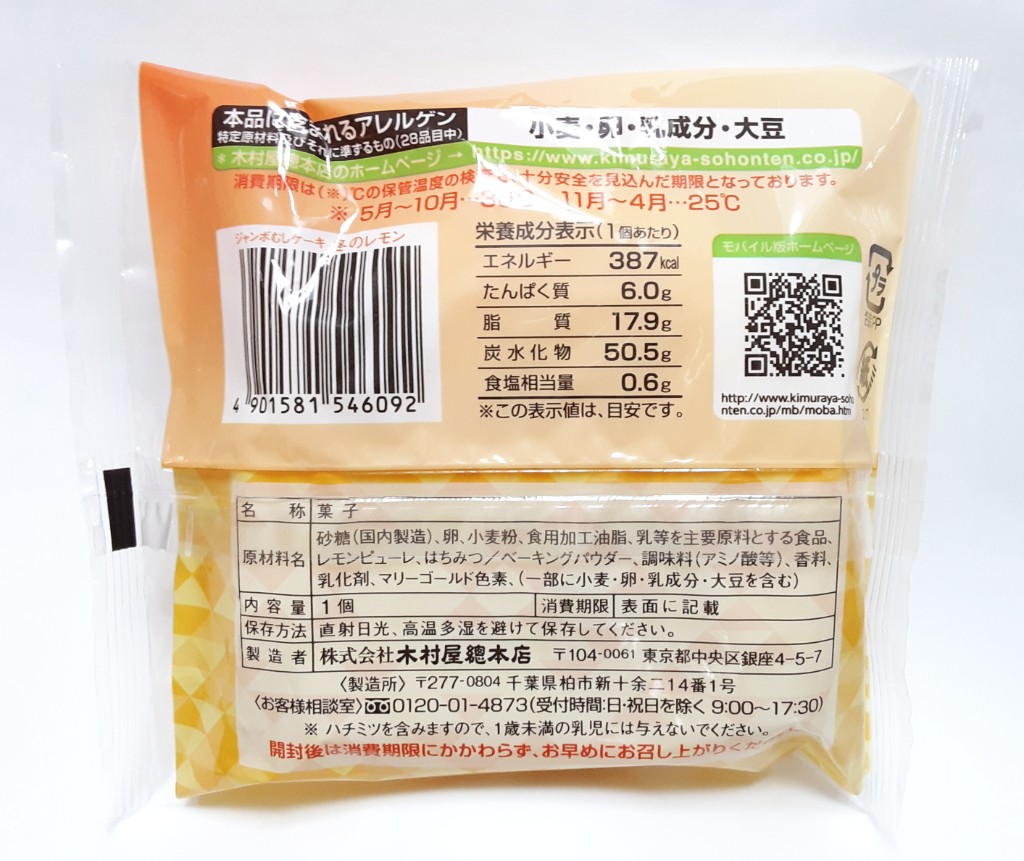 本品に含まれるアレルゲン
特定原材料及びそれに準ずるもの(28品目中)
小麦・卵・乳成分・大豆
※木村屋總本店のホームページ→ https://www.kimuraya-sohonten.co.jp/
消費期限は(※)℃の保管温度の検 十分安全を見込んだ期限となっております。
※ 5月~10月… 11月~4月…25℃
ジャンボむしケーキ 冬のレモン
4 901581 546092
栄養成分表示(1個あたり)
エネルギー 387kcal
たんぱく質 6.0g
脂質 17.9g
炭水化物 50.5g
食塩相当量 0.6g
※この表示値は、目安です。
モバイル版ホームページ
http://www.kimuraya-soho
nten.co.jp/mb/moba.htm
プラ
PP
名称 菓子
原材料名 砂糖(国内製造)、卵、小麦粉、食用加工油脂、乳等を主要原料とする食品、
レモンピューレ、はちみつ/ベーキングパウダー、調味料(アミノ酸等)、香料、
乳化剤、マリーゴールド色素、(一部に小麦・卵・乳成分・大豆を含む)
内容量 1個 消費期限 表面に記載
保存方法 直射日光、高温多湿を避けて保存してください。
製造者 株式会社木村屋總本店 〒104-0061 東京都中央区銀座4-5-7
〈製造所〉〒277-0804 千葉県柏市新十余二14番1号
〈お客様相談室〉0120-01-4873(受付時間:日・祝日を除く 9:00~17:30)
※ ハチミツを含みますので、1歳未満の乳児には与えないでください。
開封後は消費期限にかかわらず、お早めにお召し上がりくだ